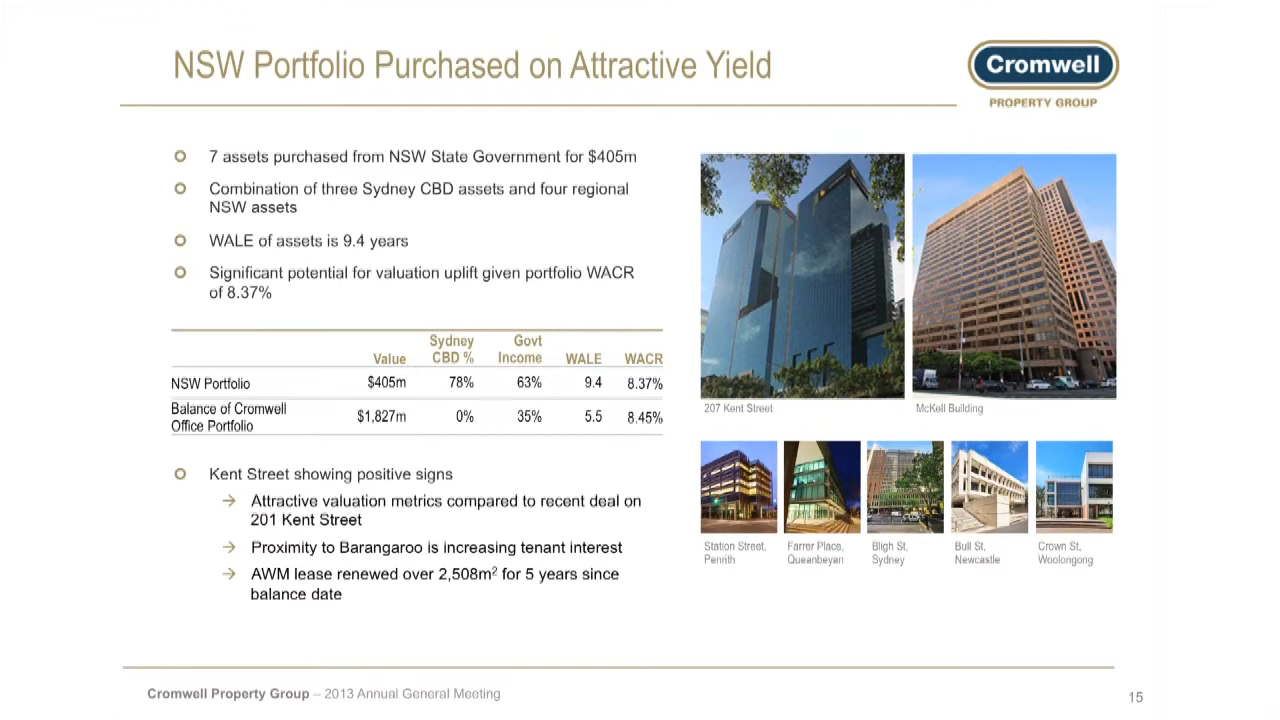 NSW Portfolio Purchased on Attractive Yield
Cromwell
PROPERTY GROUP
7 assets purchased from NSW State Government for $405m
Combination of three Sydney CBD assets and four regional
NSW assets
WALE of assets is 9.4 years
Significant potential for valuation uplift given portfolio WACR
of 8.37%
Value Sydney CBD % Govt Income WALE WACR
NSW Portfolio $405m 78% 63% 9.4 8.37%
Balance of Cromwell
Office Portfolio $1,827m 0% 35% 5.5 8.45%
Kent Street showing positive signs
→ Attractive valuation metrics compared to recent deal on
201 Kent Street
→ Proximity to Barangaroo is increasing tenant interest
→ AWM lease renewed over 2,508m² for 5 years since
balance date
207 Kent Street
McKell Building
Station Street,
Penrith
Farrer Place,
Queanbeyan
Bligh St,
Sydney
Bull St,
Newcastle
Crown St,
Woolongong
Cromwell Property Group – 2013 Annual General Meeting
15